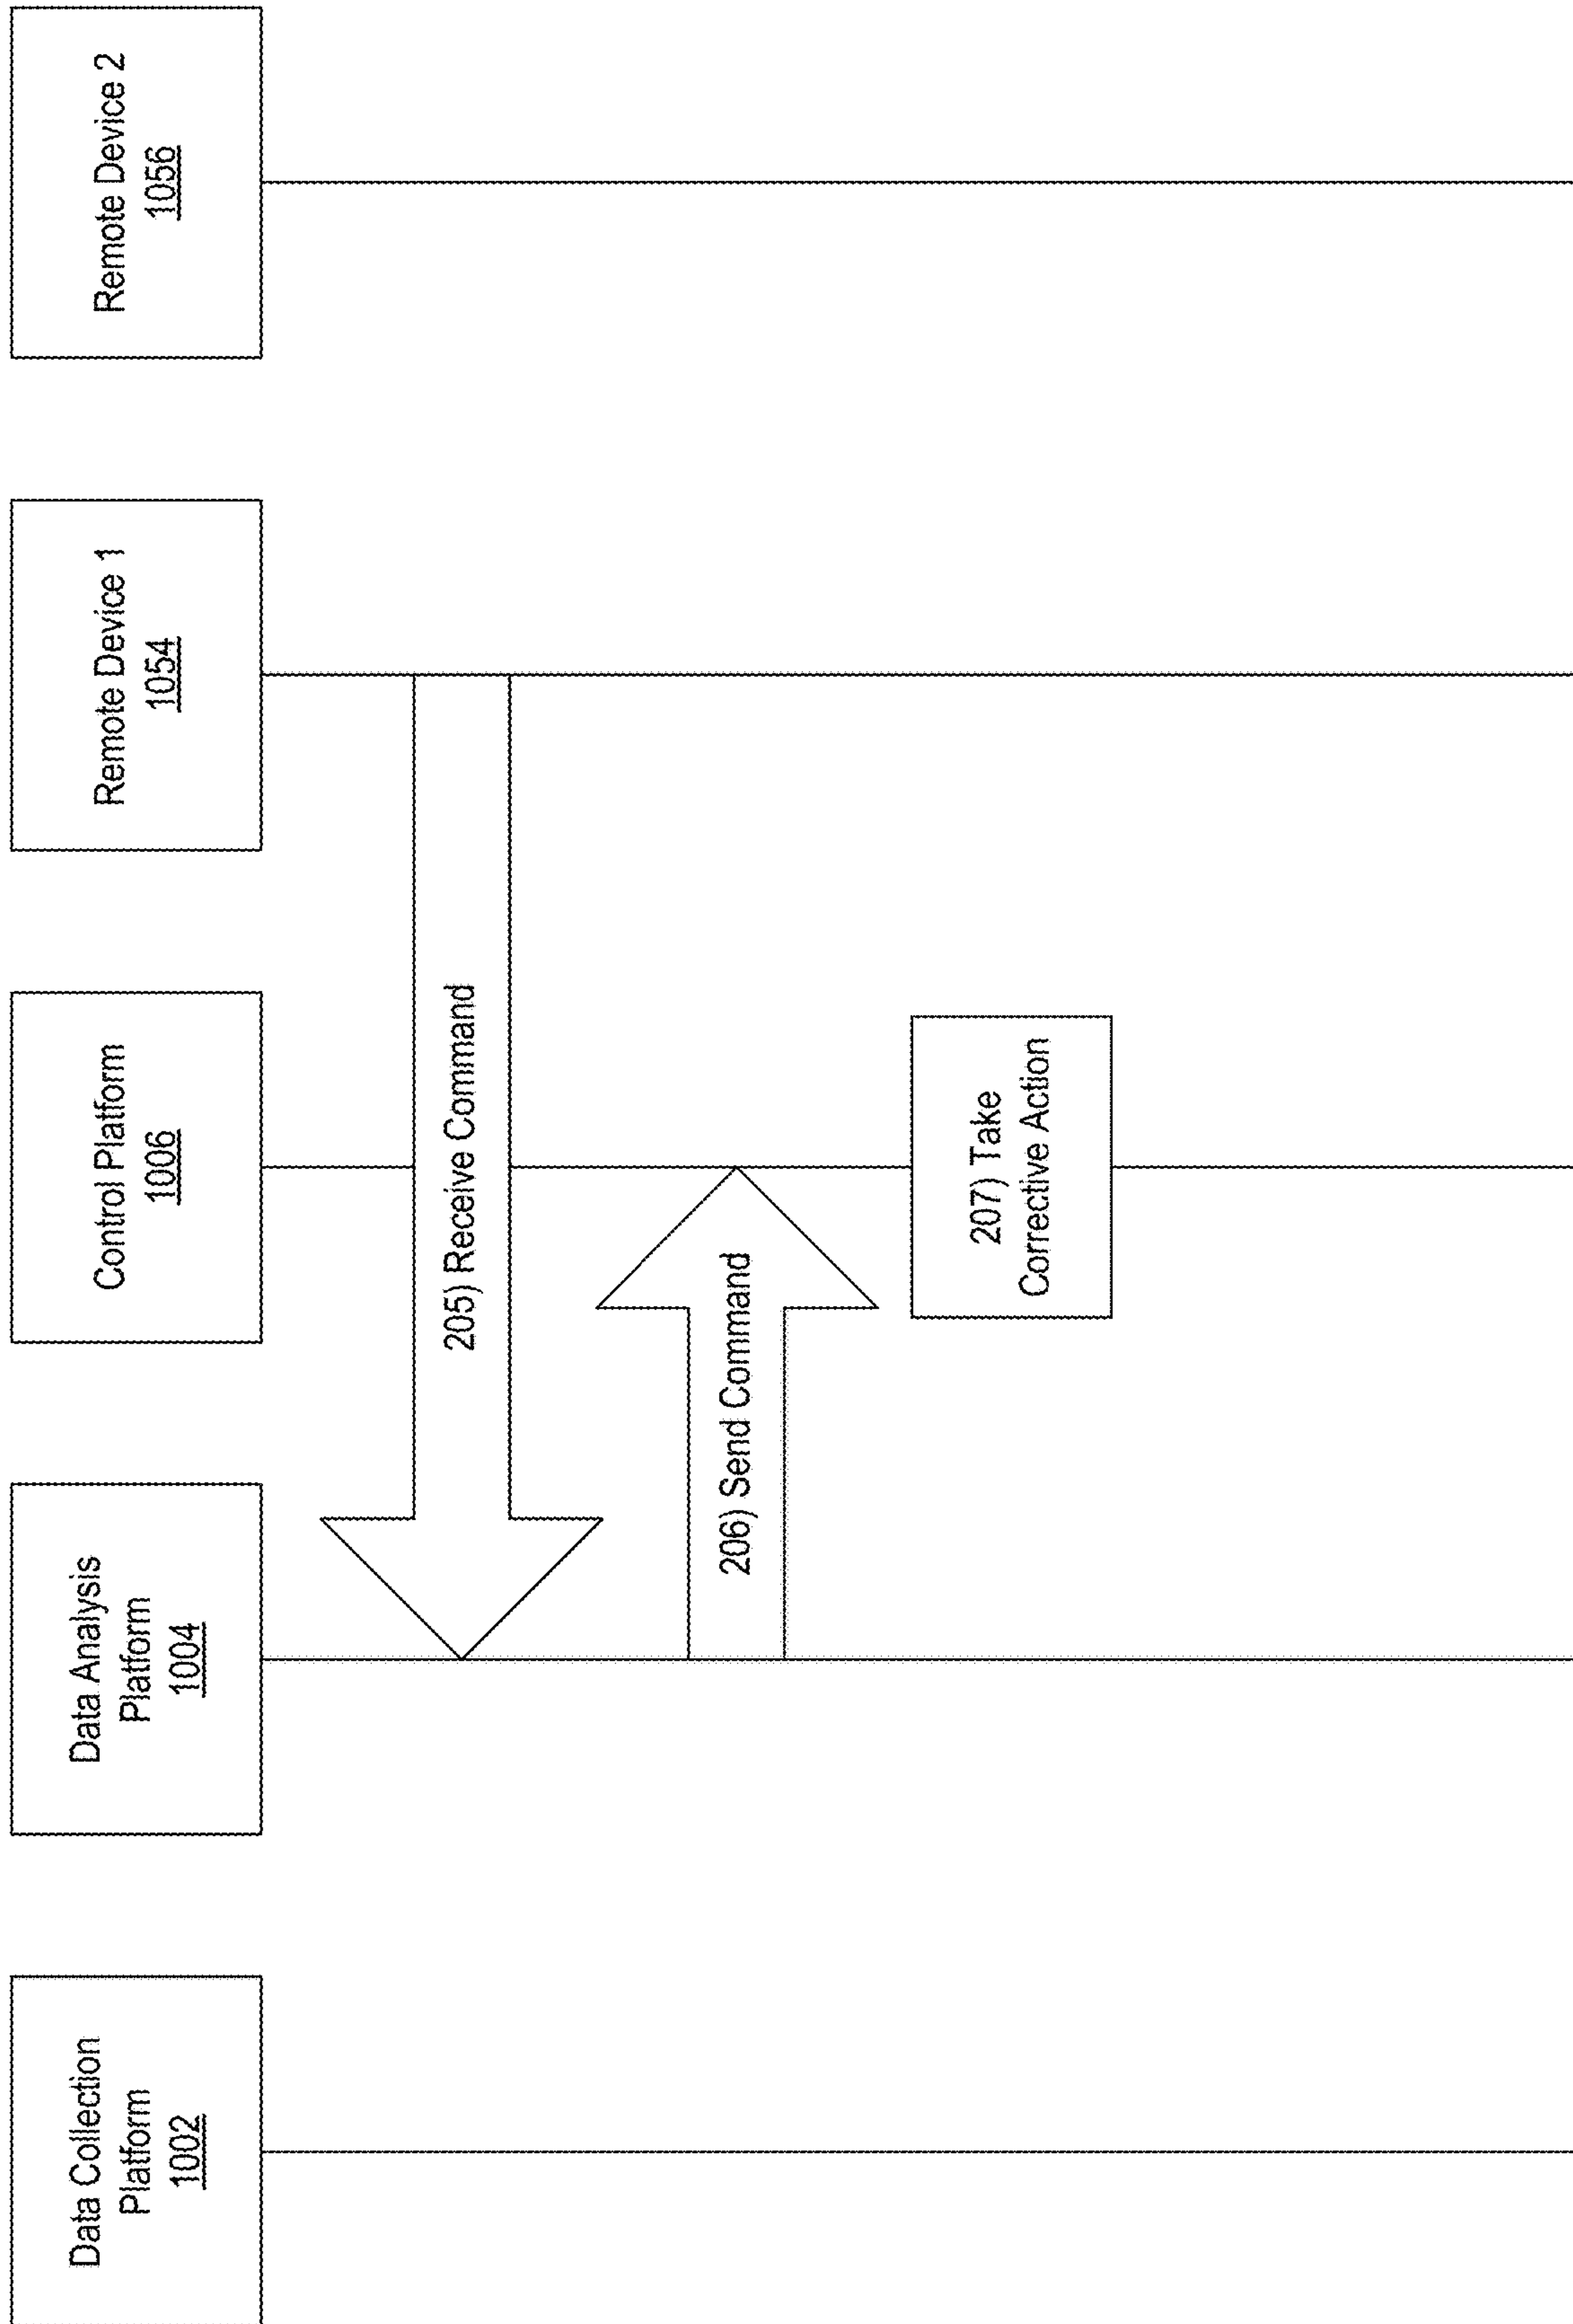 Data Collection
Platform
1002
Data Analysis
Platform
1004
Control Platform
1006
Remote Device 1
1054
Remote Device 2
1056
205) Receive Command
206) Send Command
207) Take
Corrective Action